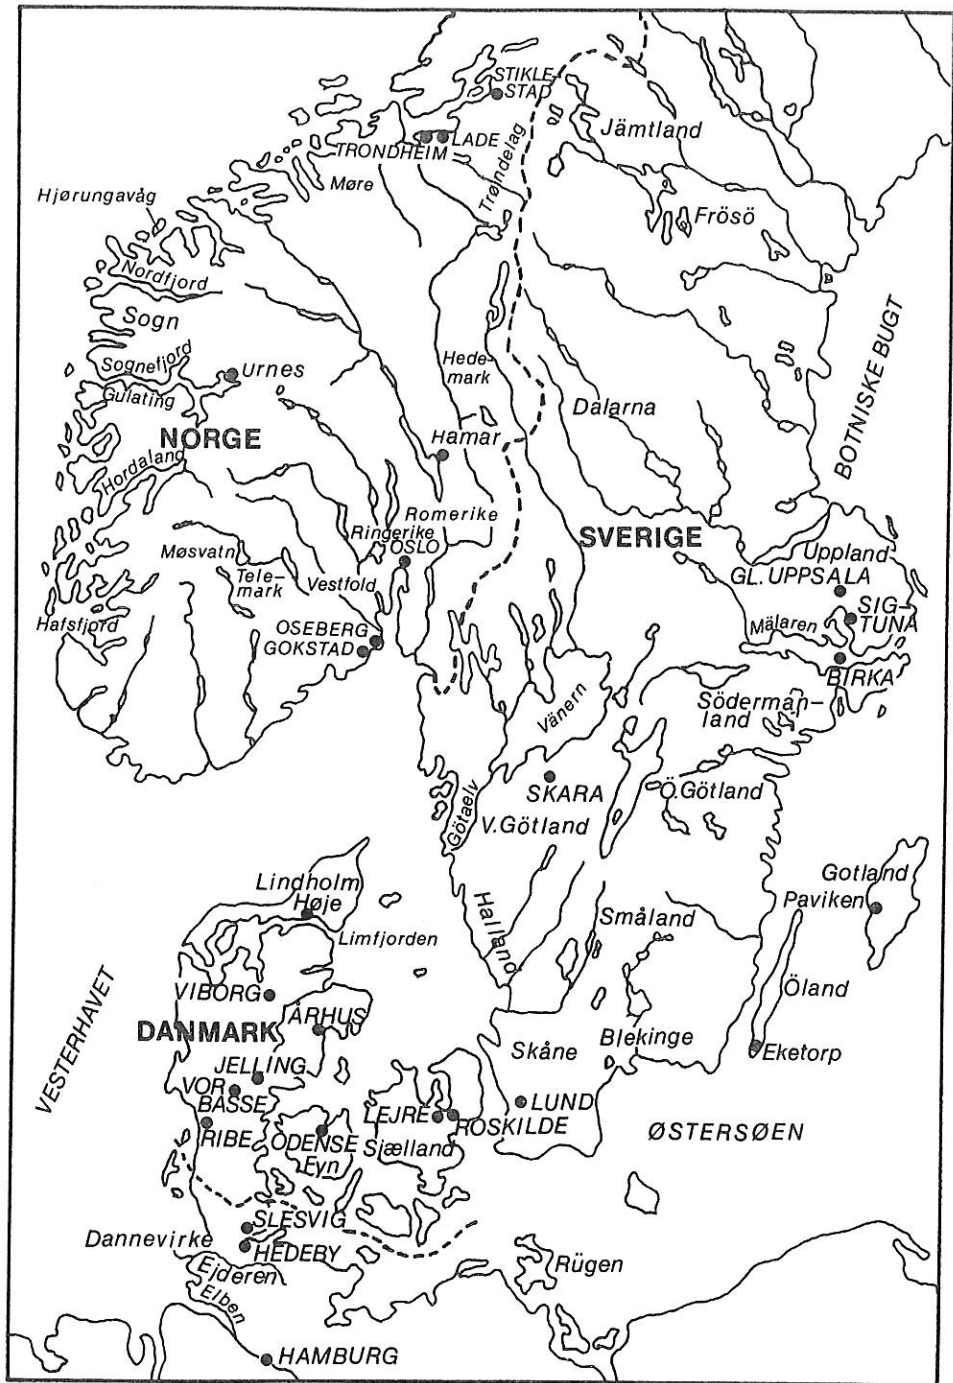 STIKLE-
STAD
Jämtland
TRONDHEIM
LADE
Trøndelag
Møre
Hjørungavåg
Frösö
Nordfjord
Sogn
BOTNISKE BUGT
Sognefjord
Urnes
Gulating
Hede-
mark
Dalarna
NORGE
Hamar
Hordaland
Romerike
Ringerike
OSLO
SVERIGE
Møsvatn
Tele-
mark
Vestfold
Uppland
GL. UPPSALA
SIG-
TUNA
Hafsfjord
OSEBERG
GOKSTAD
Mälaren
BIRKA
Söderman-
land
Vänern
SKARA
Ö.Götland
Götaelv
V.Götland
Lindholm
Høje
Limfjorden
Halland
Småland
Gotland
Paviken
VESTERHAVET
VIBORG
Öland
DANMARK
ÅRHUS
Skåne
Blekinge
Eketorp
JELLING
VOR
BASSE
LEJRE
ROSKILDE
LUND
RIBE
ODENSE
Fyn
Sjælland
ØSTERSØEN
SLESVIG
Dannevirke
HEDEBY
Ejderen
Rügen
Elben
HAMBURG